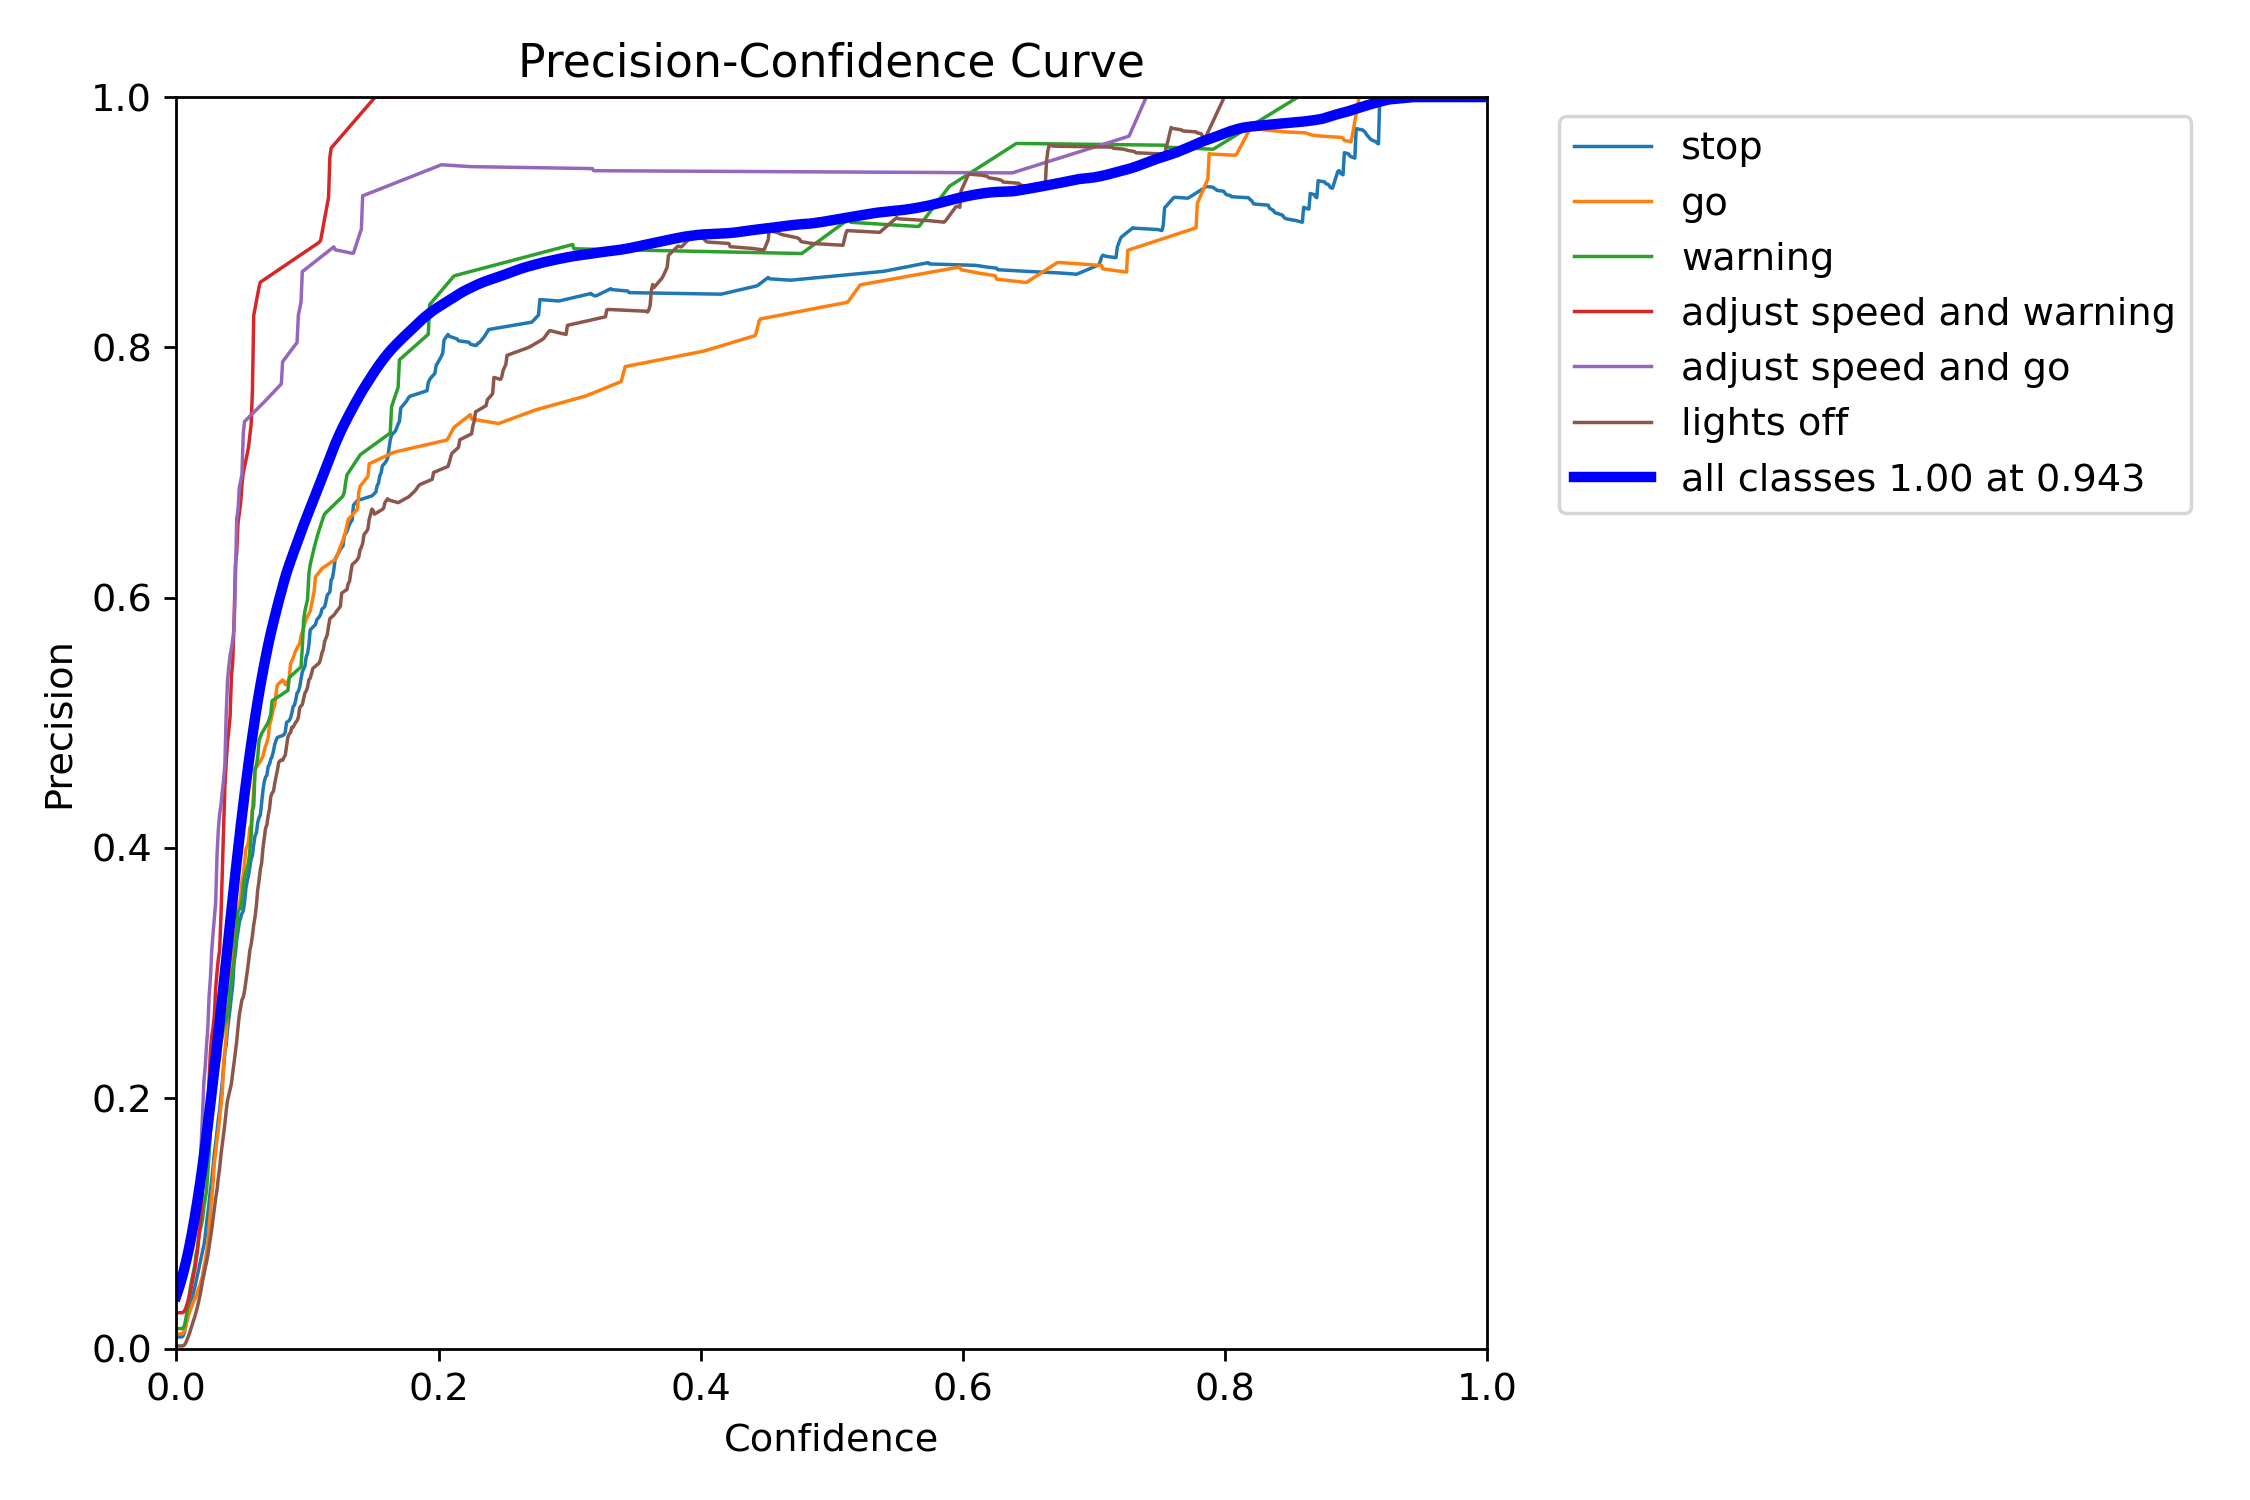 Precision-Confidence Curve
1.0
0.8
0.6
0.4
0.2
0.0
Precision
0.0 0.2 0.4 0.6 0.8 1.0
Confidence
stop
go
warning
adjust speed and warning
adjust speed and go
lights off
all classes 1.00 at 0.943